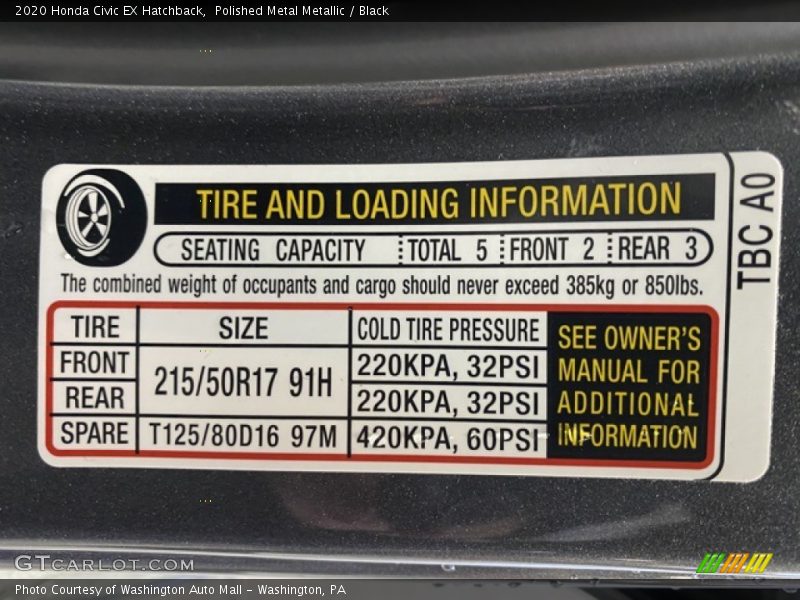 2020 Honda Civic EX Hatchback, Polished Metal Metallic / Black
TIRE AND LOADING INFORMATION
SEATING CAPACITY TOTAL 5 FRONT 2 REAR 3
The combined weight of occupants and cargo should never exceed 385kg or 850lbs.
TIRE SIZE COLD TIRE PRESSURE
FRONT 215/50R17 91H 220KPA, 32PSI
REAR 220KPA, 32PSI
SPARE T125/80D16 97M 420KPA, 60PSI
SEE OWNER'S
MANUAL FOR
ADDITIONAL
INFORMATION
TBC A0
GTCARLOT.COM
Photo Courtesy of Washington Auto Mall - Washington, PA